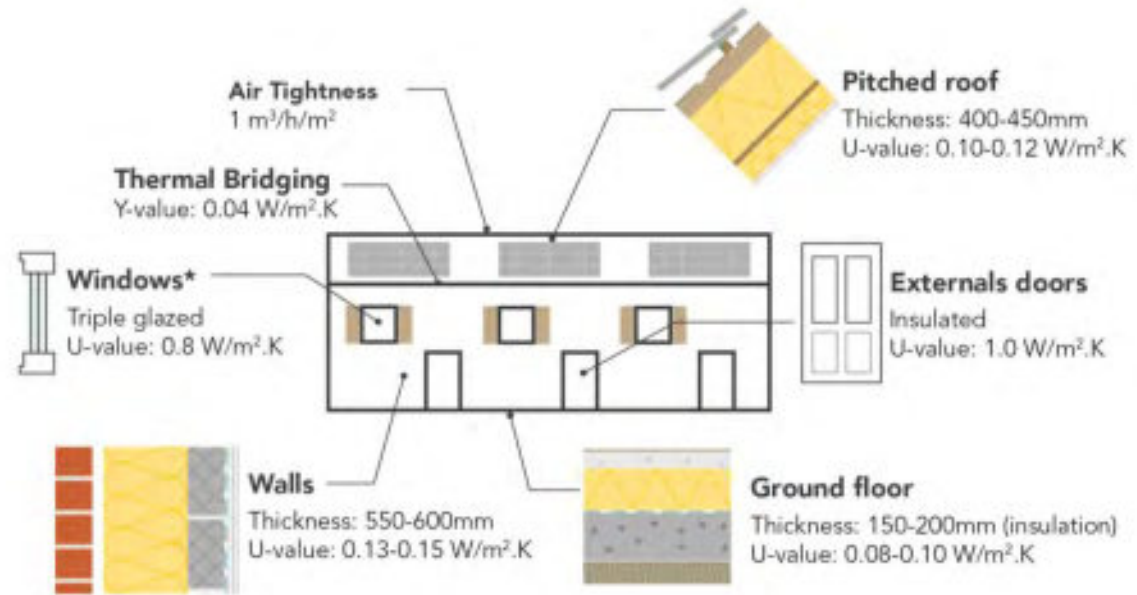 Air Tightness
1 m³/h/m²
Pitched roof
Thickness: 400-450mm
U-value: 0.10-0.12 W/m².K
Thermal Bridging
Y-value: 0.04 W/m².K
Windows*
Triple glazed
U-value: 0.8 W/m².K
Externals doors
Insulated
U-value: 1.0 W/m².K
Walls
Thickness: 550-600mm
U-value: 0.13-0.15 W/m².K
Ground floor
Thickness: 150-200mm (insulation)
U-value: 0.08-0.10 W/m².K